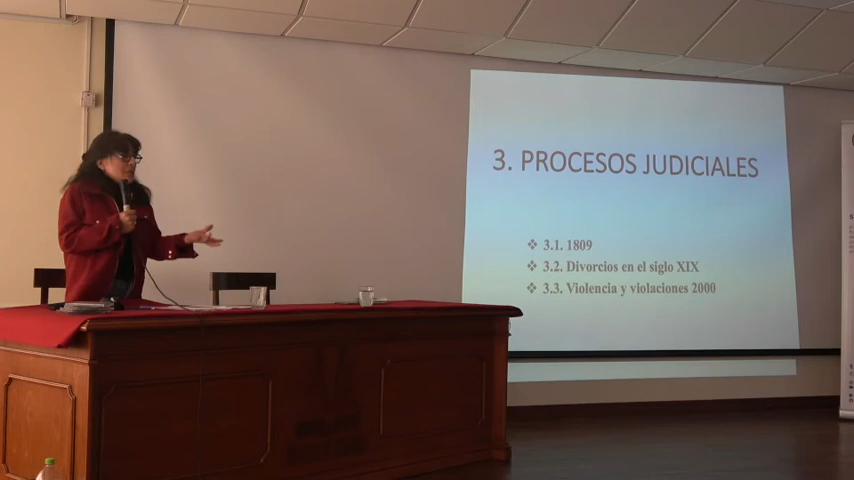 3. PROCESOS JUDICIALES
❖ 3.1. 1809
❖ 3.2. Divorcios en el siglo XIX
❖ 3.3. Violencia y violaciones 2000